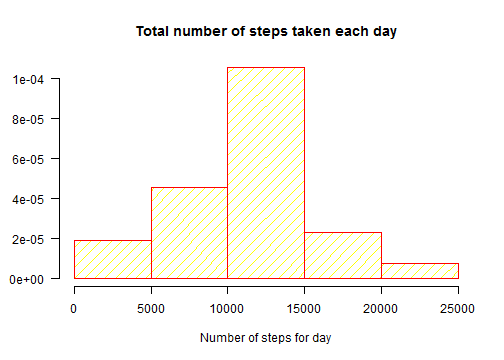 Total number of steps taken each day
1e-04
8e-05
6e-05
4e-05
2e-05
0e+00
0 5000 10000 15000 20000 25000
Number of steps for day